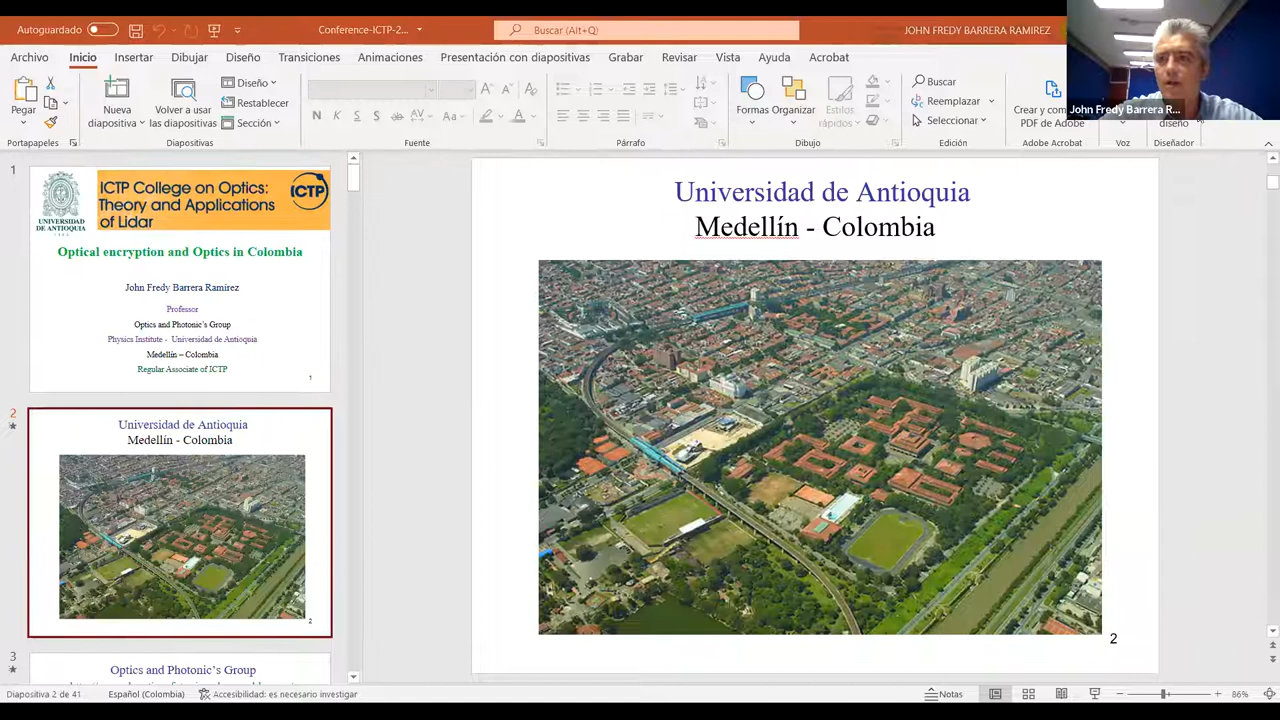 Autoguardado
Conference-ICTP-2...
Buscar (Alt+Q)
JOHN FREDY BARRERA RAMIREZ
Archivo Inicio Insertar Dibujar Diseño Transiciones Animaciones Presentación con diapositivas Grabar Revisar Vista Ayuda Acrobat
Pegar
Nueva diapositiva
Volver a usar las diapositivas
Diseño
Restablecer
Sección
N S
Aa
Formas
Organizar
Estilos rápidos
Buscar
Reemplazar
Seleccionar
Crear y com
PDF de Adobe
diseño
John Fredy Barrera R...
Portapapeles Diapositivas Fuente Párrafo Dibujo Edición Adobe Acrobat Voz Diseñador
1
UNIVERSIDAD
DE ANTIOQUIA
ICTP College on Optics:
Theory and Applications
of Lidar
ICTP
Optical encryption and Optics in Colombia
John Fredy Barrera Ramírez
Professor
Optics and Photonic's Group
Physics Institute - Universidad de Antioquia
Medellín – Colombia
Regular Associate of ICTP
1
2
Universidad de Antioquia
Medellín - Colombia
2
3
Optics and Photonic's Group
Universidad de Antioquia
Medellín - Colombia
2
Diapositiva 2 de 41
Español (Colombia)
Accesibilidad: es necesario investigar
Notas
86%